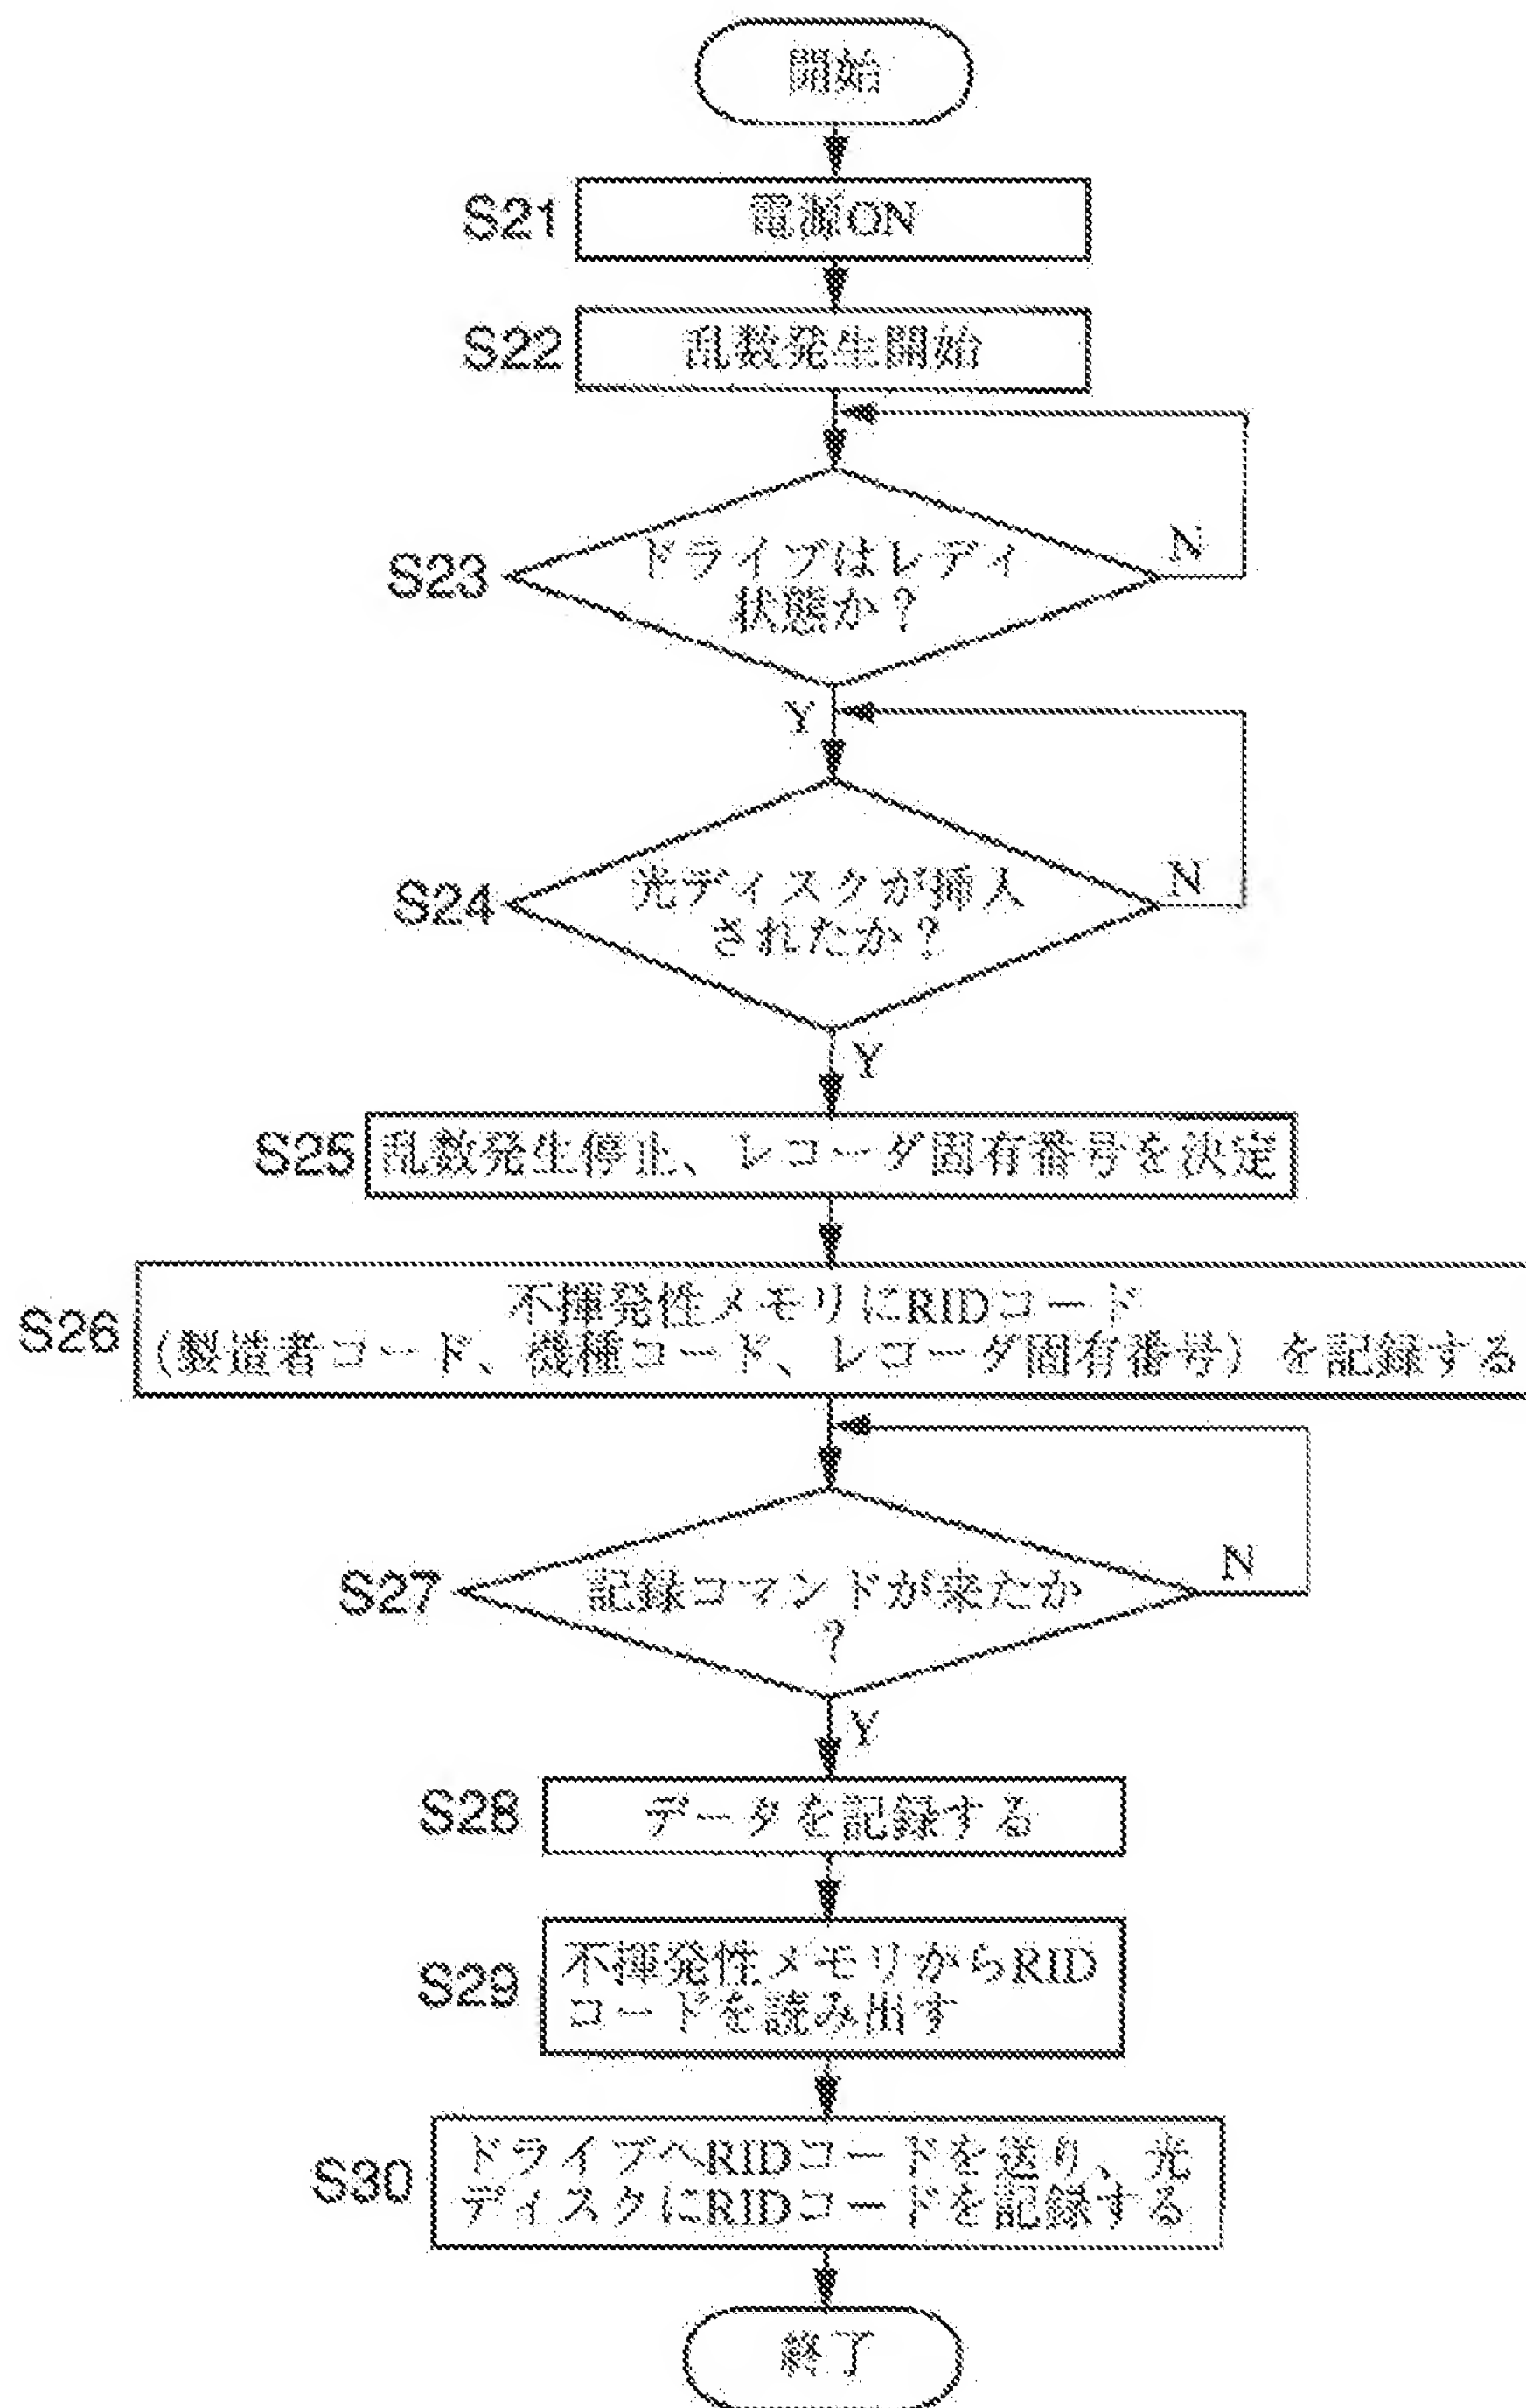 開始
S21
電源ON
S22
乱数発生開始
S23
ドライブはレディ
状態か？
N
Y
S24
光ディスクが挿入
されたか？
N
Y
S25
乱数発生停止、レコーダ固有番号を決定
S26
不揮発性メモリにRIDコード
(製造者コード、機種コード、レコーダ固有番号）を記録する
S27
記録コマンドが来たか
？
N
Y
S28
データを記録する
S29
不揮発性メモリからRID
コードを読み出す
S30
ドライブへRIDコードを送り、光
ディスクにRIDコードを記録する
終了